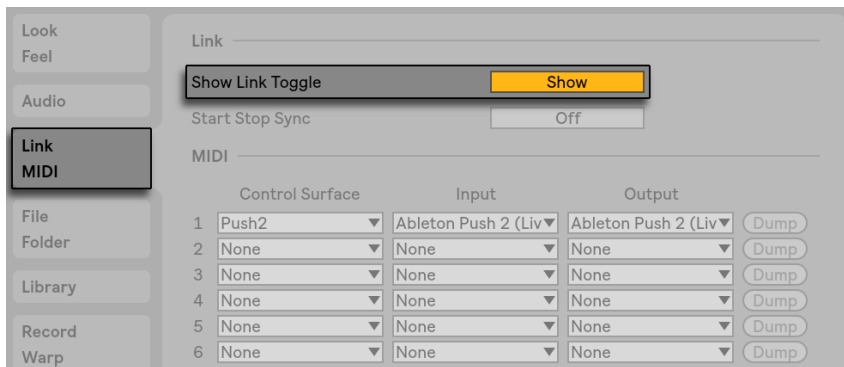 Look
Feel
Audio
Link
MIDI
File
Folder
Library
Record
Warp
Link
Show Link Toggle Show
Start Stop Sync Off
MIDI
Control Surface Input Output
1 Push2 Ableton Push 2 (Liv Ableton Push 2 (Liv Dump
2 None None None Dump
3 None None None Dump
4 None None None Dump
5 None None None Dump
6 None None None Dump